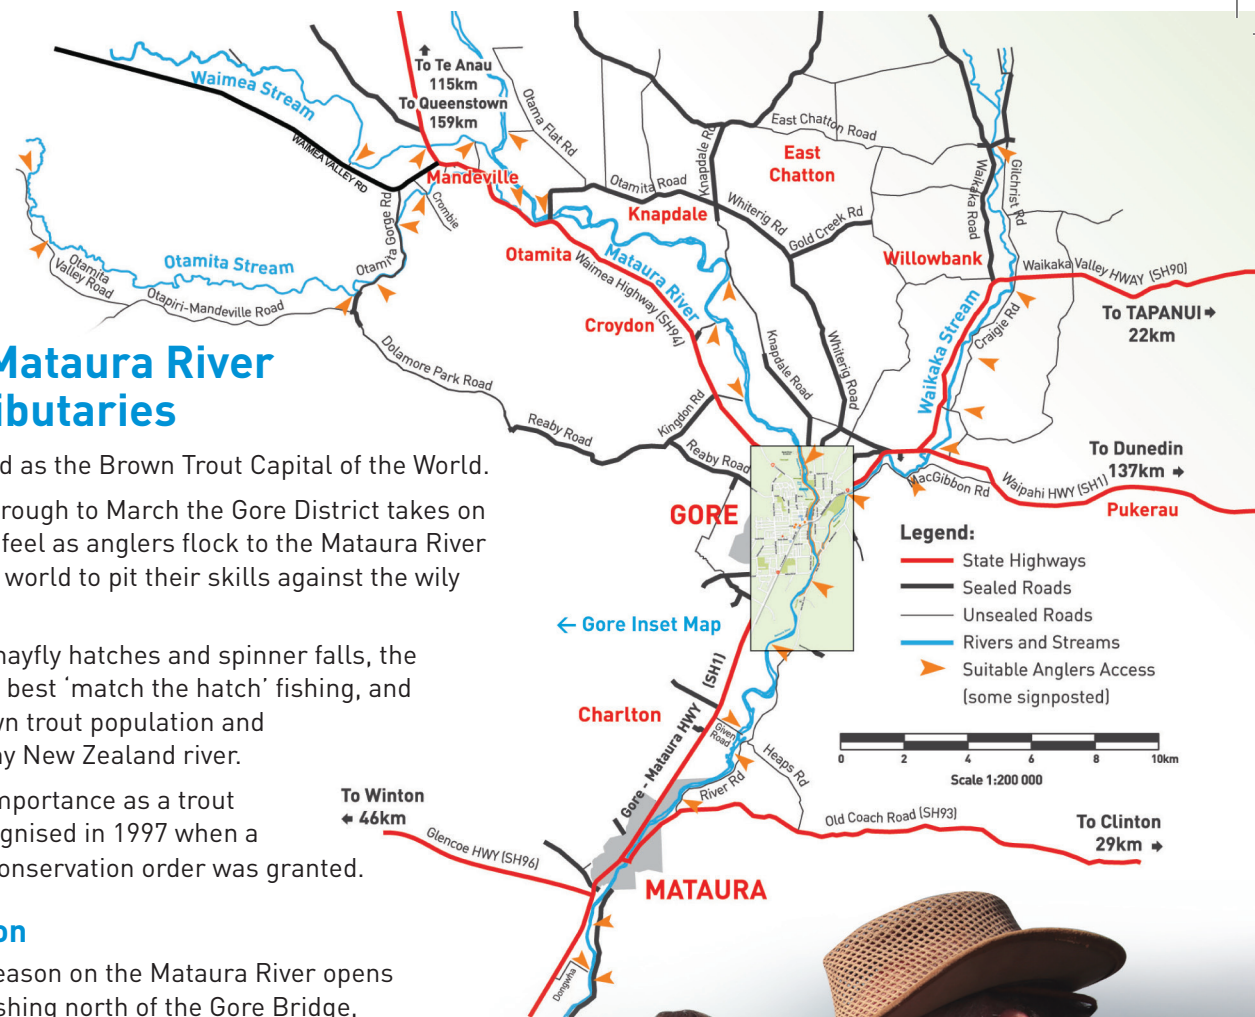 To Te Anau
115km
To Queenstown
159km
Waimea Stream
WAIMEA VALLEY RD
Otama Flat Rd
Mandeville
Crombie
Otamita Gorge Rd
Otamita Stream
Otamita
Valley Road
Otapiri-Mandeville Road
Dolamore Park Road
Reaby Road
Kingdon Rd
Reaby Road
Otamita
Waimea Highway (SH94)
Croydon
Mataura River
Otamita Road
Knapdale
Knapdale Rd
East Chatton Road
East
Chatton
Whiterig Rd
Gold Creek Rd
Knapdale Road
Whiterig Road
Willowbank
Waikaka Road
Gilchrist Rd
Waikaka Valley HWAY (SH90)
To TAPANUI
22km
Craigie Rd
Waikaka Stream
To Dunedin
137km
MacGibbon Rd
Waipahi HWY (SH1)
Pukerau
GORE
Gore Inset Map
Legend:
State Highways
Sealed Roads
Unsealed Roads
Rivers and Streams
Suitable Anglers Access
(some signposted)
0 2 4 6 8 10km
Scale 1:200 000
Charlton
Gore - Mataura HWY (SH1)
Given
Road
Heaps Rd
River Rd
Old Coach Road (SH93)
To Clinton
29km
To Winton
46km
Glencoe HWY (SH96)
MATAURA
Dongwha
Mataura River
ibutaries
d as the Brown Trout Capital of the World.
rough to March the Gore District takes on
feel as anglers flock to the Mataura River
world to pit their skills against the wily
mayfly hatches and spinner falls, the
best ‘match the hatch’ fishing, and
wn trout population and
ny New Zealand river.
mportance as a trout
gnised in 1997 when a
onservation order was granted.
on
eason on the Mataura River opens
shing north of the Gore Bridge,